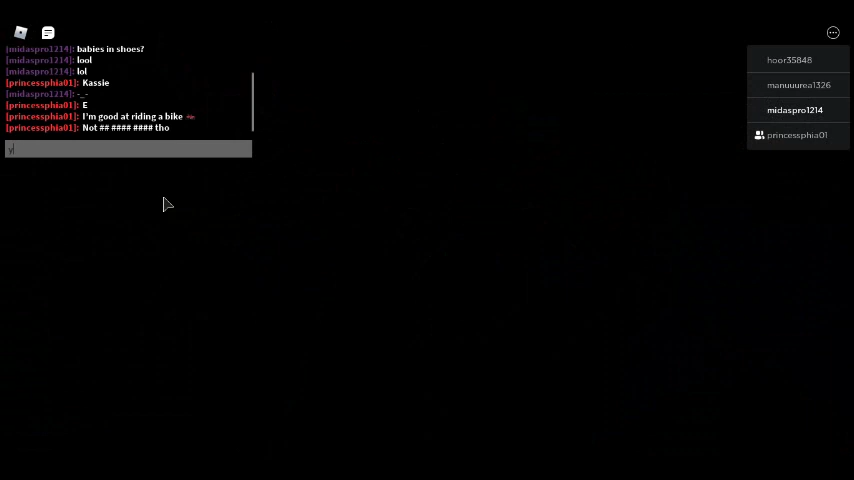 [midaspro1214]: babies in shoes?
[midaspro1214]: lool
[midaspro1214]: lol
[princessphia01]: Kassie
[midaspro1214]: -_-
[princessphia01]: E
[princessphia01]: I'm good at riding a bike
[princessphia01]: Not ## #### #### tho
y
hoor35848
manuuurea1326
midaspro1214
princessphia01